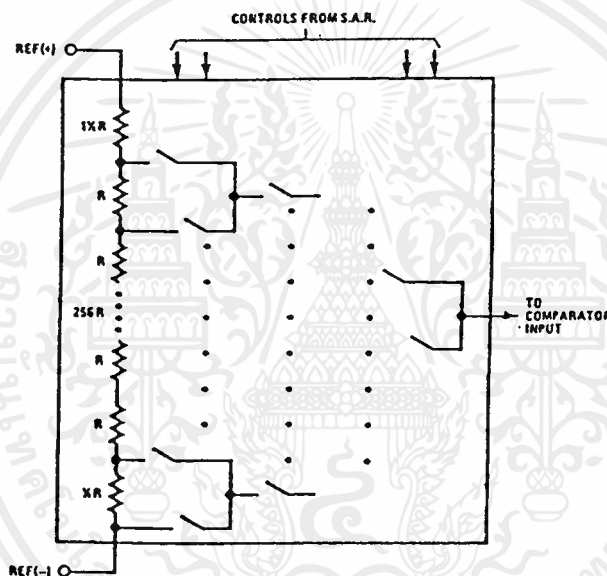 CONTROLS FROM S.A.R.
REF(+)
1½R
R
R
256R
R
R
½R
TO
COMPARATOR
INPUT
REF(−)